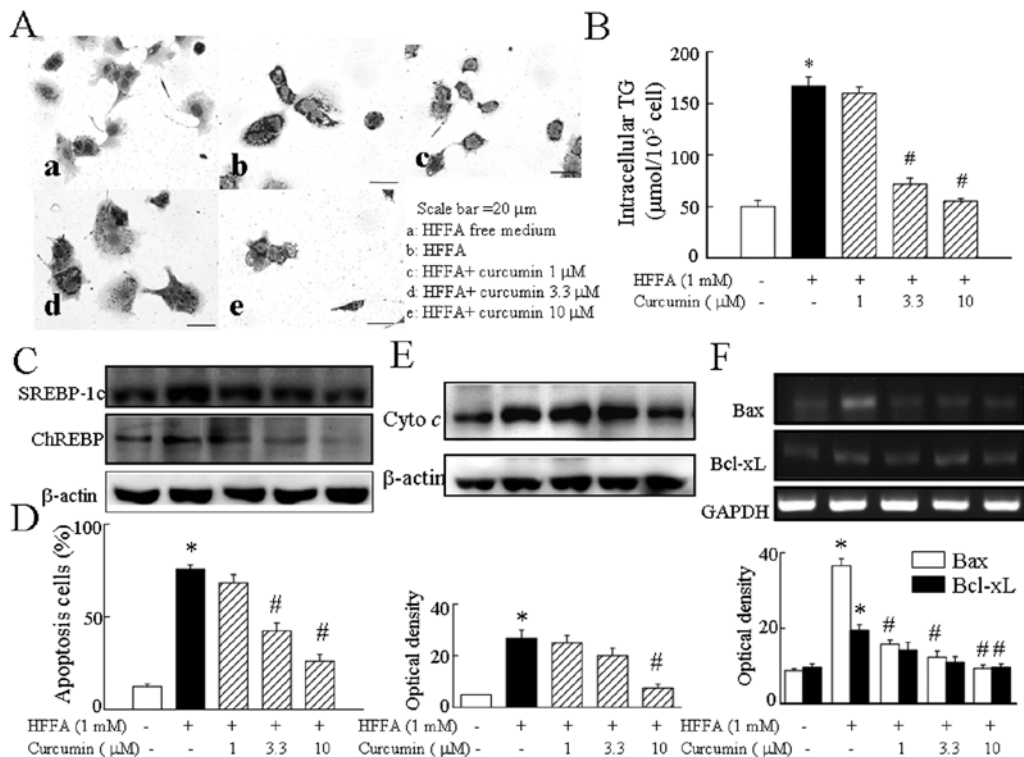 A
a
b
c
d
e
Scale bar =20 μm
a: HFFA free medium
b: HFFA
c: HFFA+ curcumin 1 μM
d: HFFA+ curcumin 3.3 μM
e: HFFA+ curcumin 10 μM
B
Intracellular TG
(μmol/10⁵ cell)
200
150
100
50
0
*
#
#
HFFA (1 mM) - + + + +
Curcumin ( μM) - - 1 3.3 10
C
SREBP-1c
ChREBP
β-actin
D
Apoptosis cells (%)
100
50
0
*
#
#
HFFA (1 mM) - + + + +
Curcumin ( μM) - - 1 3.3 10
E
Cyto c
β-actin
Optical density
40
20
0
*
#
HFFA (1 mM) - + + + +
Curcumin ( μM) - - 1 3.3 10
F
Bax
Bcl-xL
GAPDH
Optical density
40
20
0
Bax
Bcl-xL
*
*
#
#
##
HFFA (1 mM) - + + + +
Curcumin ( μM) - - 1 3.3 10